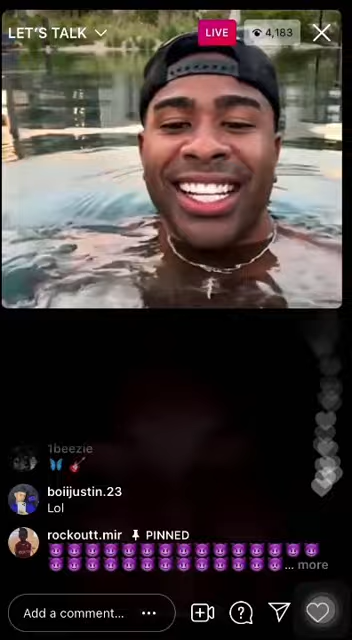 LET'S TALK
LIVE
4,183
1beezie
🦋 🎸
boiijustin.23
Lol
rockoutt.mir PINNED
😈😈😈😈😈😈😈😈😈😈😈😈😈😈😈
😈😈😈😈😈😈😈😈😈😈😈😈😈... more
Add a comment...